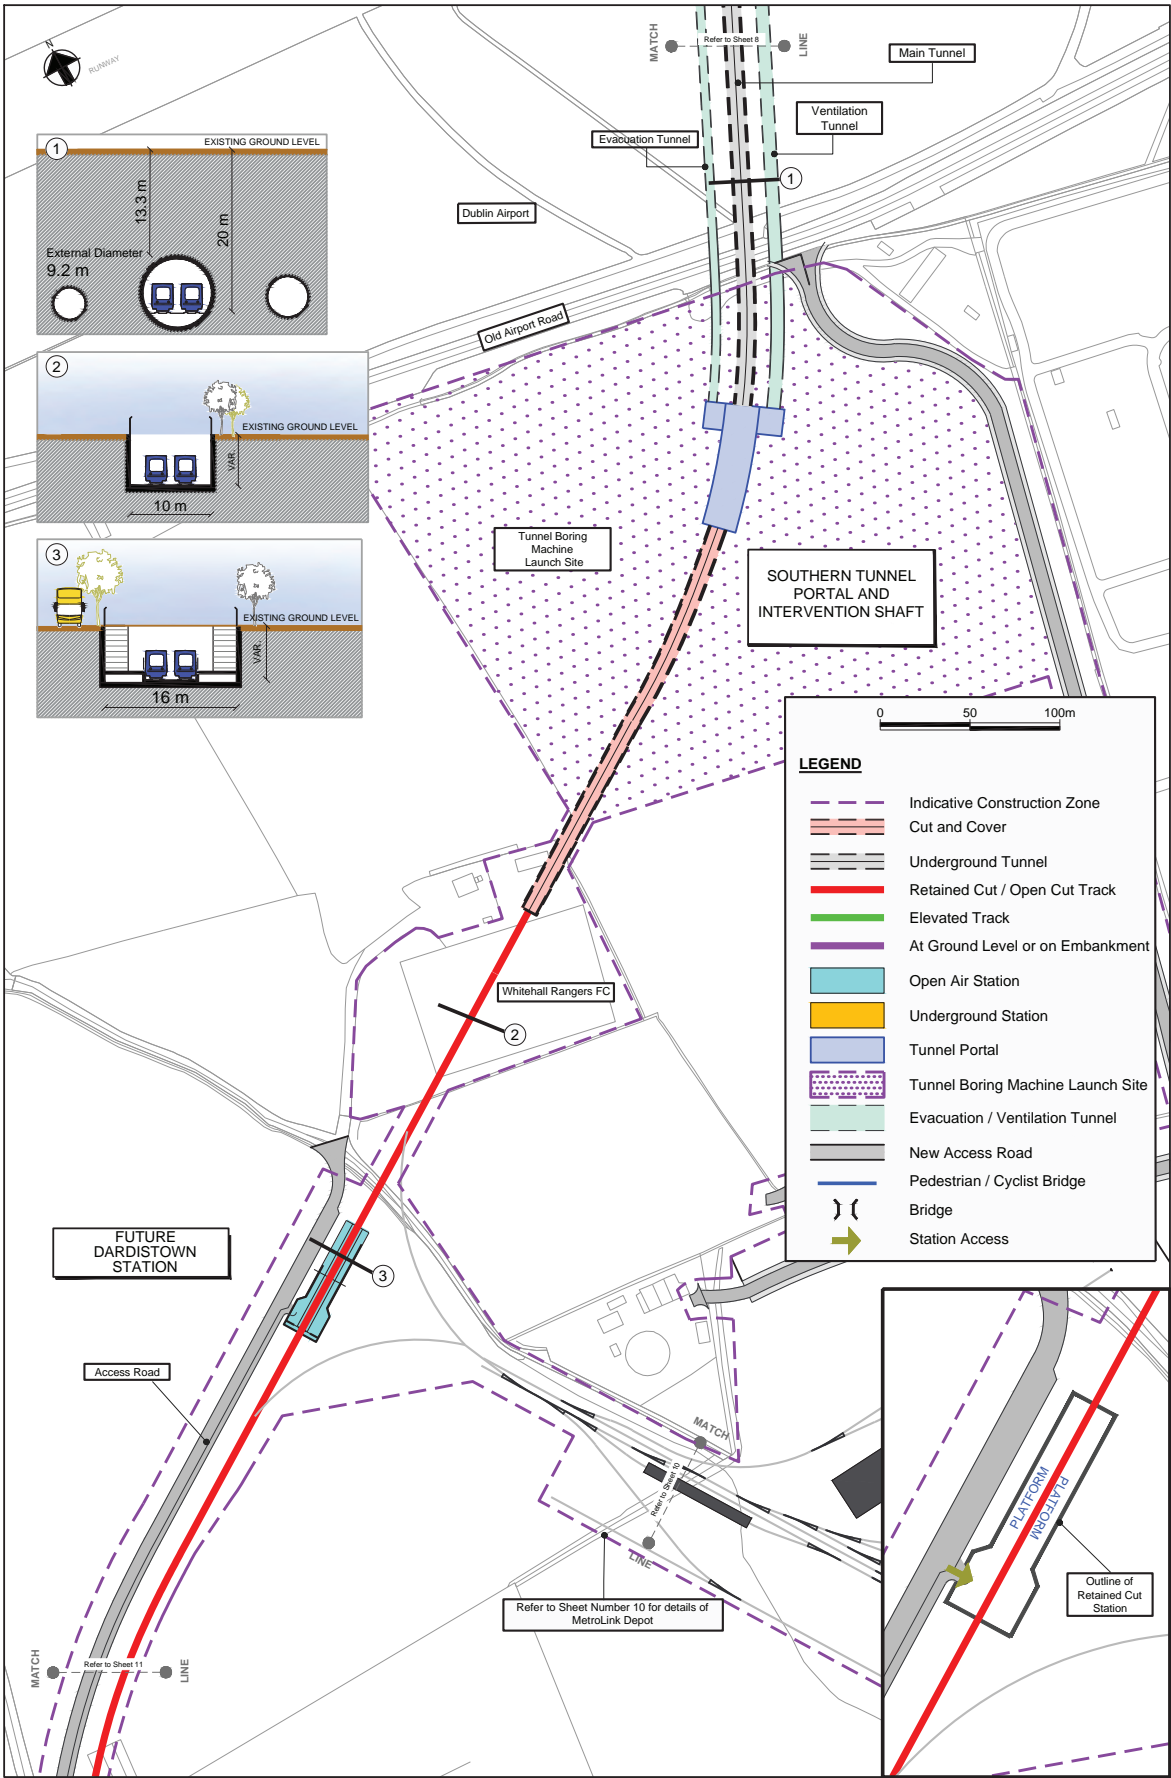 N
RUNWAY
MATCH
Refer to Sheet 8
LINE
Main Tunnel
Ventilation
Tunnel
Evacuation Tunnel
1
Dublin Airport
Old Airport Road
1
EXISTING GROUND LEVEL
13.3 m
20 m
External Diameter
9.2 m
2
EXISTING GROUND LEVEL
VAR.
10 m
3
EXISTING GROUND LEVEL
VAR.
16 m
Tunnel Boring
Machine
Launch Site
SOUTHERN TUNNEL
PORTAL AND
INTERVENTION SHAFT
0 50 100m
LEGEND
Indicative Construction Zone
Cut and Cover
Underground Tunnel
Retained Cut / Open Cut Track
Elevated Track
At Ground Level or on Embankment
Open Air Station
Underground Station
Tunnel Portal
Tunnel Boring Machine Launch Site
Evacuation / Ventilation Tunnel
New Access Road
Pedestrian / Cyclist Bridge
Bridge
Station Access
Whitehall Rangers FC
2
FUTURE
DARDISTOWN
STATION
3
Access Road
MATCH
Refer to Sheet 10
LINE
Refer to Sheet Number 10 for details of
MetroLink Depot
MATCH
Refer to Sheet 11
LINE
PLATFORM
PLATFORM
Outline of
Retained Cut
Station